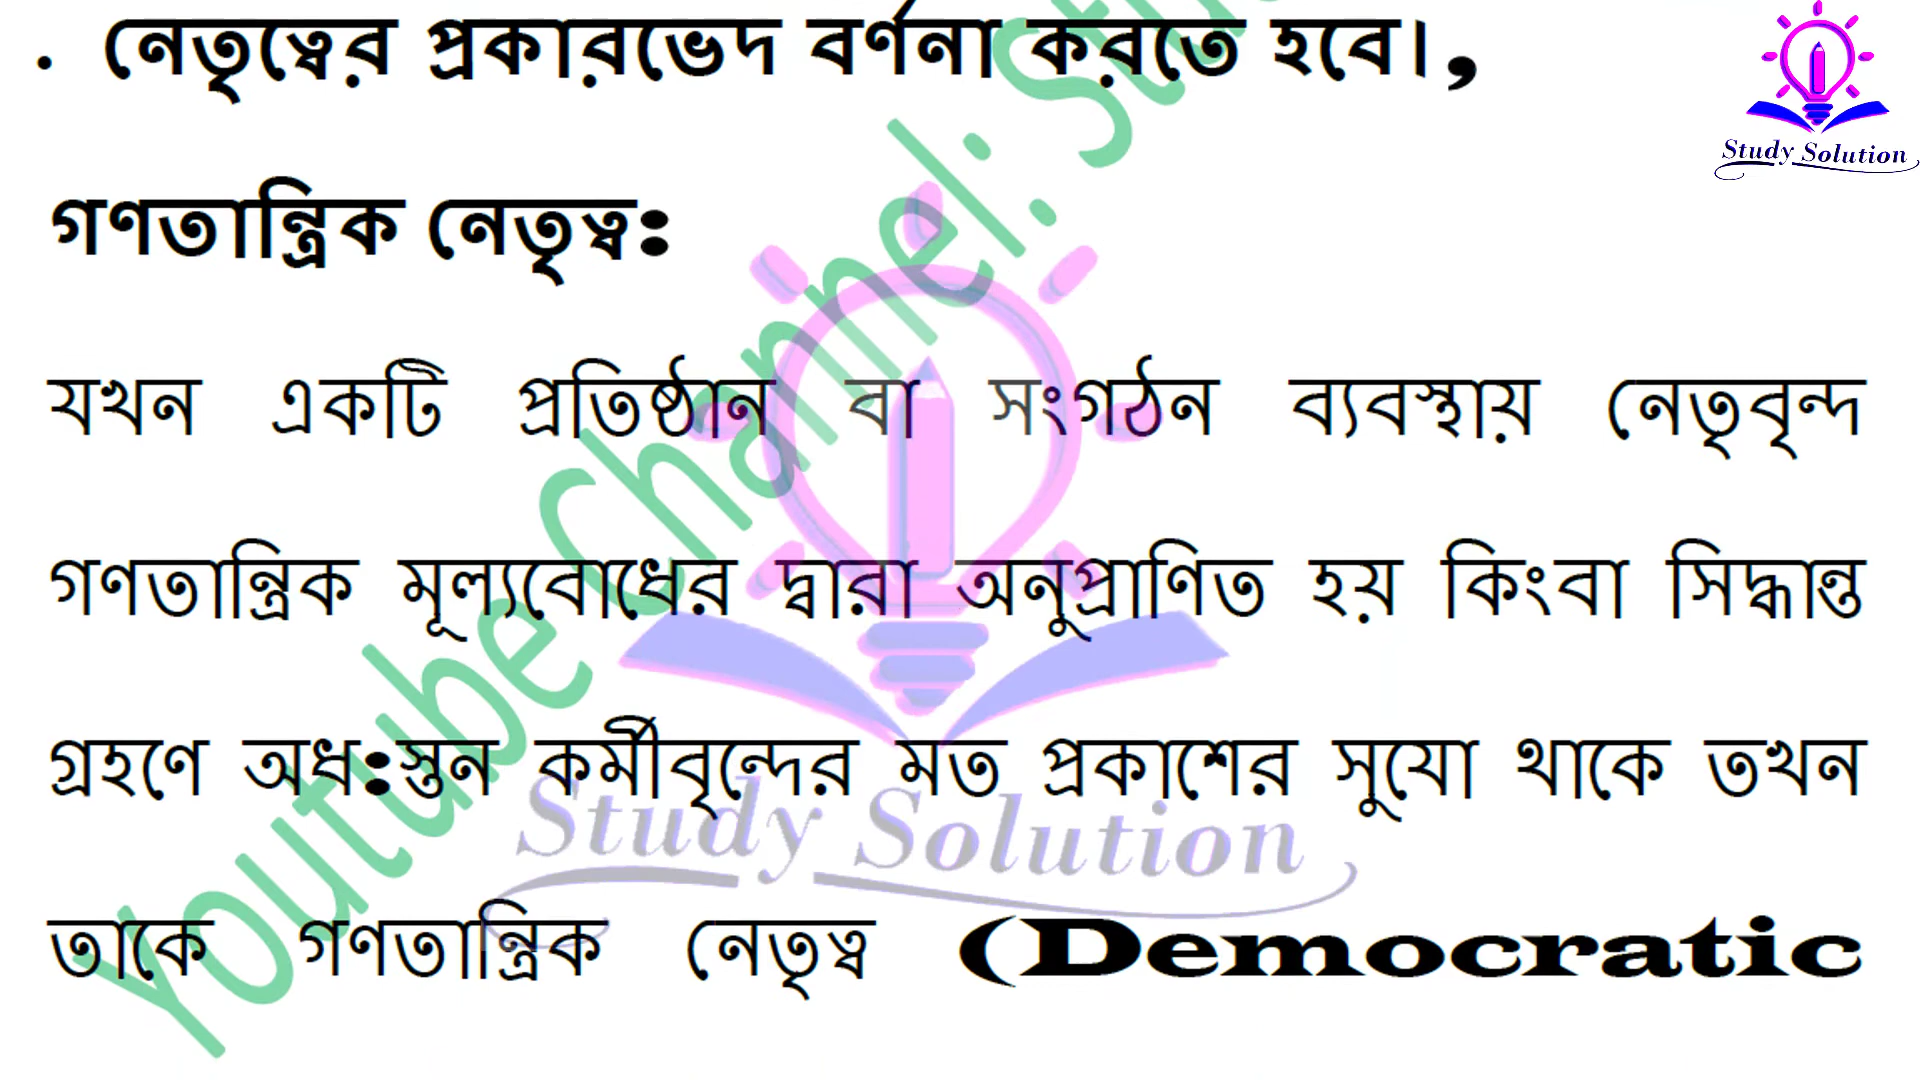 . নেতৃত্বের প্রকারভেদ বর্ণনা করতে হবে।,
Study Solution
গণতান্ত্রিক নেতৃত্ব:
যখন একটি প্রতিষ্ঠান বা সংগঠন ব্যবস্থায় নেতৃবৃন্দ
গণতান্ত্রিক মূল্যবোধের দ্বারা অনুপ্রাণিত হয় কিংবা সিদ্ধান্ত
গ্রহণে অধ:স্তন কর্মীবৃন্দের মত প্রকাশের সুযো থাকে তখন
তাকে গণতান্ত্রিক নেতৃত্ব (Democratic
Youtube Channel:
Study Solution